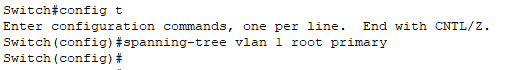 Switch#config t
Enter configuration commands, one per line.  End with CNTL/Z.
Switch(config)#spanning-tree vlan 1 root primary
Switch(config)#